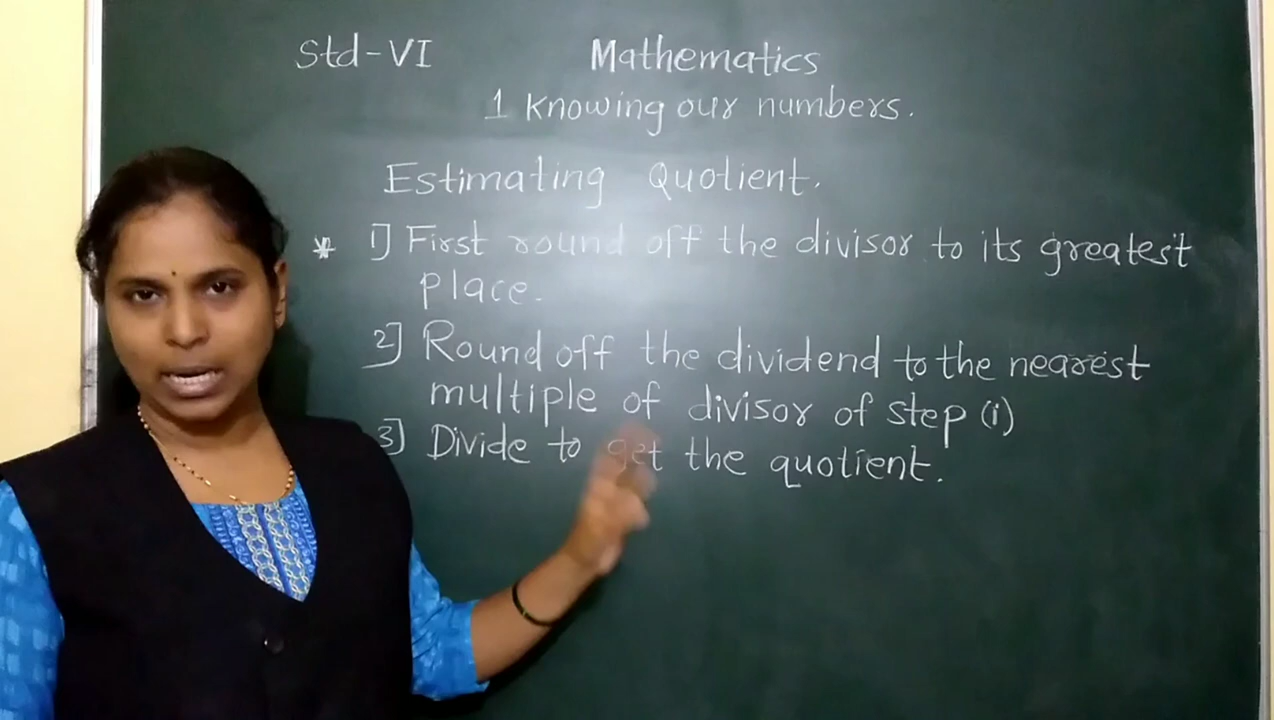 Std-VI Mathematics
1 Knowing our numbers.
Estimating Quotient.
* 1] First round off the divisor to its greatest
place.
2] Round off the dividend to the nearest
multiple of divisor of step (i)
3] Divide to get the quotient.